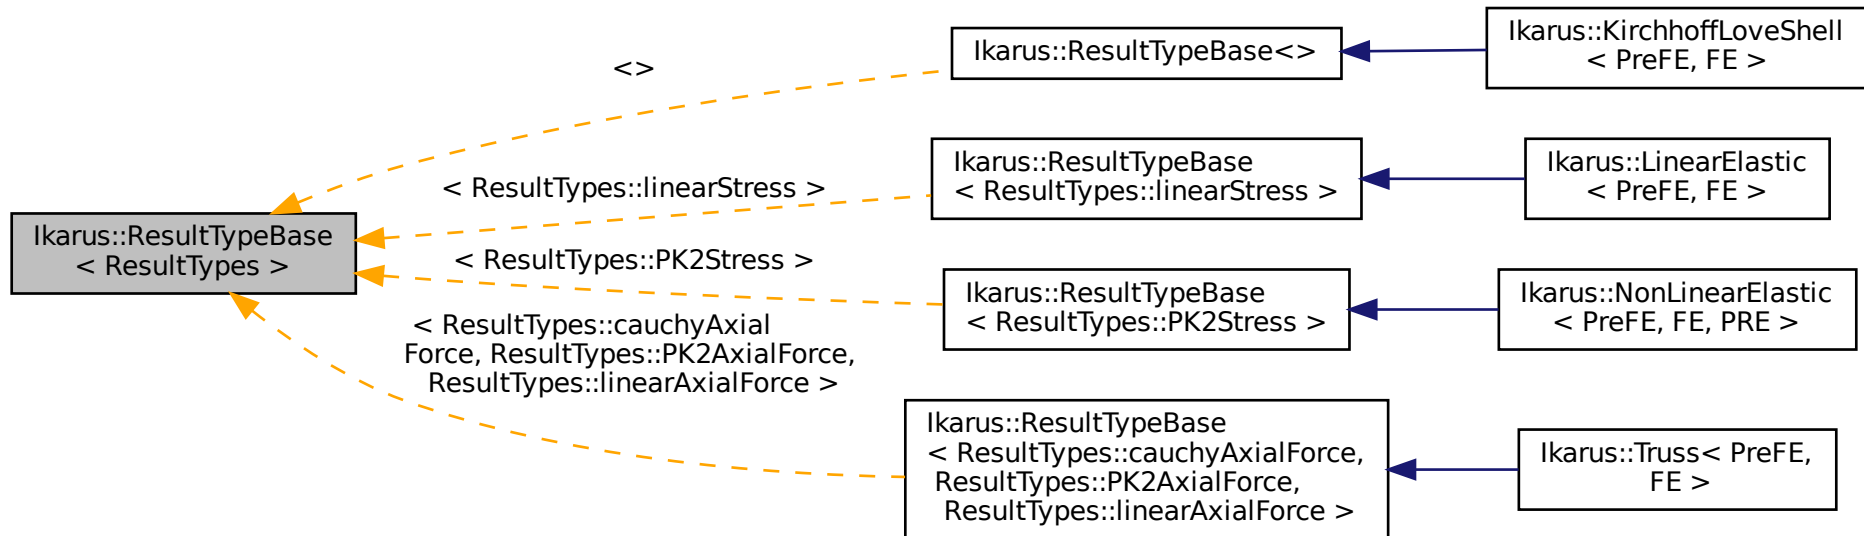 Ikarus::ResultTypeBase
< ResultTypes >
<>
< ResultTypes::linearStress >
< ResultTypes::PK2Stress >
< ResultTypes::cauchyAxial
Force, ResultTypes::PK2AxialForce,
ResultTypes::linearAxialForce >
Ikarus::ResultTypeBase<>
Ikarus::KirchhoffLoveShell
< PreFE, FE >
Ikarus::ResultTypeBase
< ResultTypes::linearStress >
Ikarus::LinearElastic
< PreFE, FE >
Ikarus::ResultTypeBase
< ResultTypes::PK2Stress >
Ikarus::NonLinearElastic
< PreFE, FE, PRE >
Ikarus::ResultTypeBase
< ResultTypes::cauchyAxialForce,
ResultTypes::PK2AxialForce,
ResultTypes::linearAxialForce >
Ikarus::Truss< PreFE,
FE >